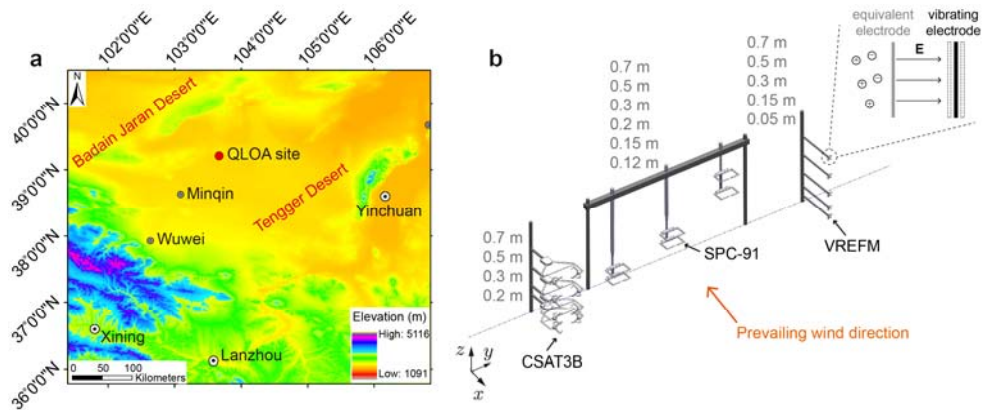 a
102°0'0"E
103°0'0"E
104°0'0"E
105°0'0"E
106°0'0"E
40°0'0"N
39°0'0"N
38°0'0"N
37°0'0"N
36°0'0"N
N
Badain Jaran Desert
QLOA site
Minqin
Tengger Desert
Yinchuan
Wuwei
Xining
Lanzhou
Elevation (m)
High: 5116
Low: 1091
0 50 100
Kilometers
b
equivalent
electrode
vibrating
electrode
E
0.7 m
0.5 m
0.3 m
0.15 m
0.05 m
0.7 m
0.5 m
0.3 m
0.2 m
0.15 m
0.12 m
0.7 m
0.5 m
0.3 m
0.2 m
SPC-91
VREFM
CSAT3B
Prevailing wind direction
z
y
x